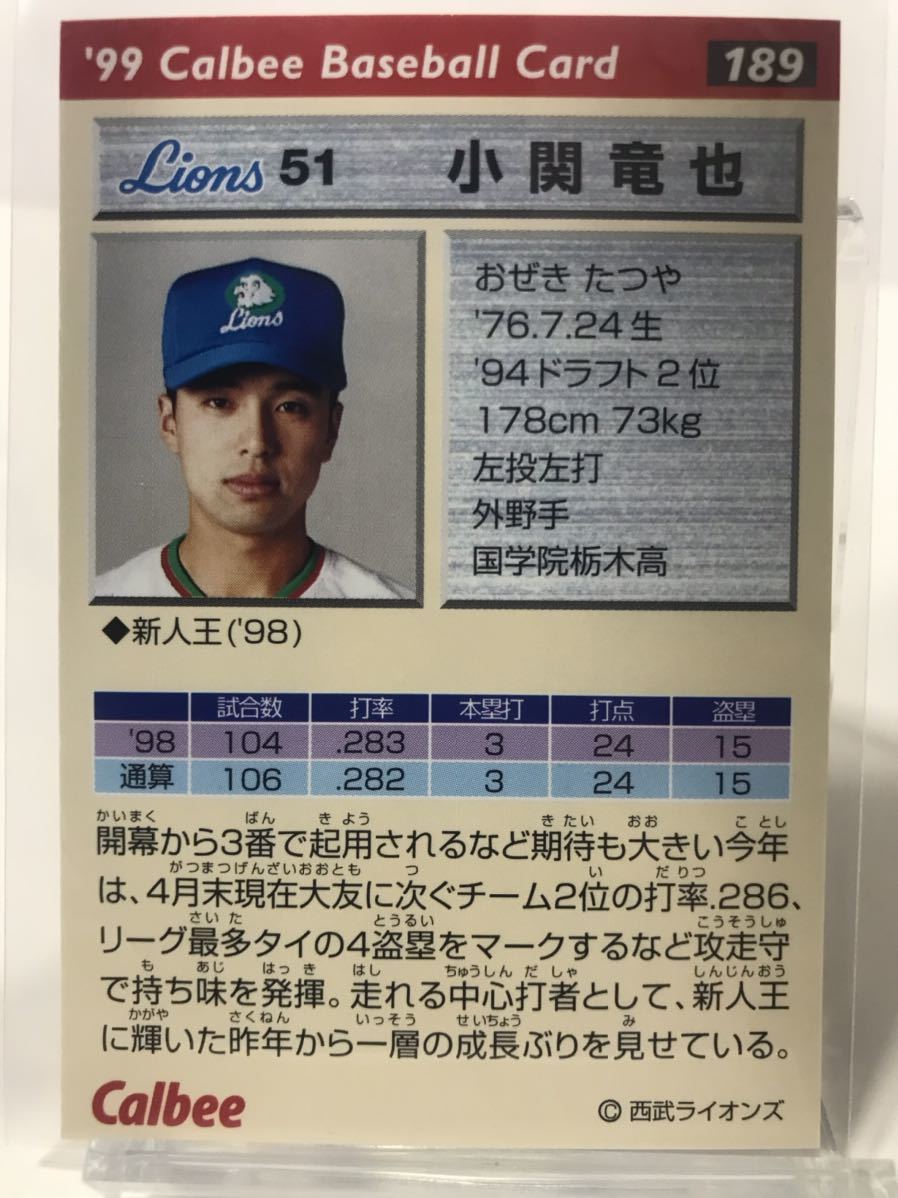 '99 Calbee Baseball Card 189
Lions 51 小関竜也
Lions
おぜき たつや
'76.7.24生
'94ドラフト2位
178cm 73kg
左投左打
外野手
国学院栃木高
◆新人王('98)
試合数 打率 本塁打 打点 盗塁
'98 104 .283 3 24 15
通算 106 .282 3 24 15
かいまく ばん きよう きたい おお ことし
開幕から3番で起用されるなど期待も大きい今年
がつまつげんざいおおとも つ い だりつ
は、4月末現在大友に次ぐチーム2位の打率.286、
さいた とうるい こうそうしゅ
リーグ最多タイの4盗塁をマークするなど攻走守
も あじ はっき はし ちゅうしんだしゃ しんじんおう
で持ち味を発揮。走れる中心打者として、新人王
かがや さくねん いっそう せいちょう み
に輝いた昨年から一層の成長ぶりを見せている。
Calbee © 西武ライオンズ